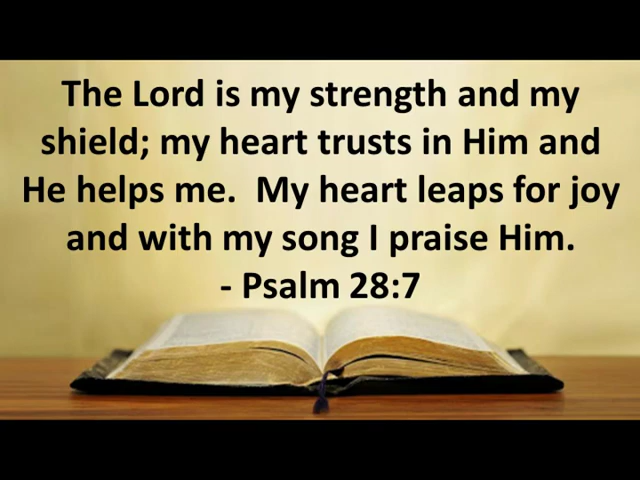 The Lord is my strength and my
shield; my heart trusts in Him and
He helps me.  My heart leaps for joy
and with my song I praise Him.
- Psalm 28:7